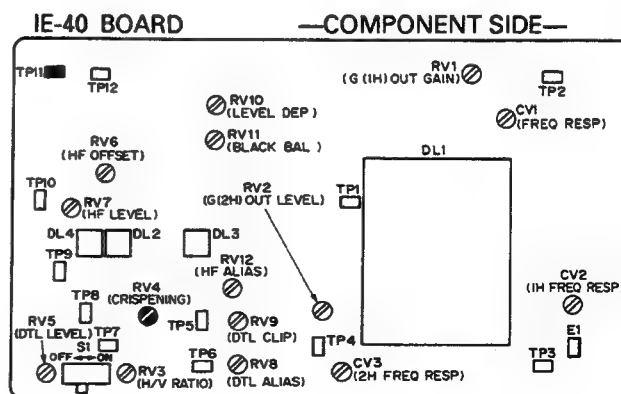 IE-40 BOARD —COMPONENT SIDE—
TP11
TP12
RV10
(LEVEL DEP)
RV11
(BLACK BAL )
RV1
(G (1H) OUT GAIN)
TP2
CV1
(FREQ RESP)
RV6
(HF OFFSET)
TP10
RV7
(HF LEVEL)
RV2
(G(2H) OUT LEVEL)
TP1
DL1
DL4
DL2
DL3
TP9
RV12
(HF ALIAS)
RV4
(CRISPENING)
CV2
(1H FREQ RESP
TP8
RV5
(DTL LEVEL)
TP7
S1
OFF ON
TP5
RV9
(DTL CLIP)
TP4
E1
TP6
RV3
(H/V RATIO)
RV8
(DTL ALIAS)
CV3
(2H FREQ RESP)
TP3